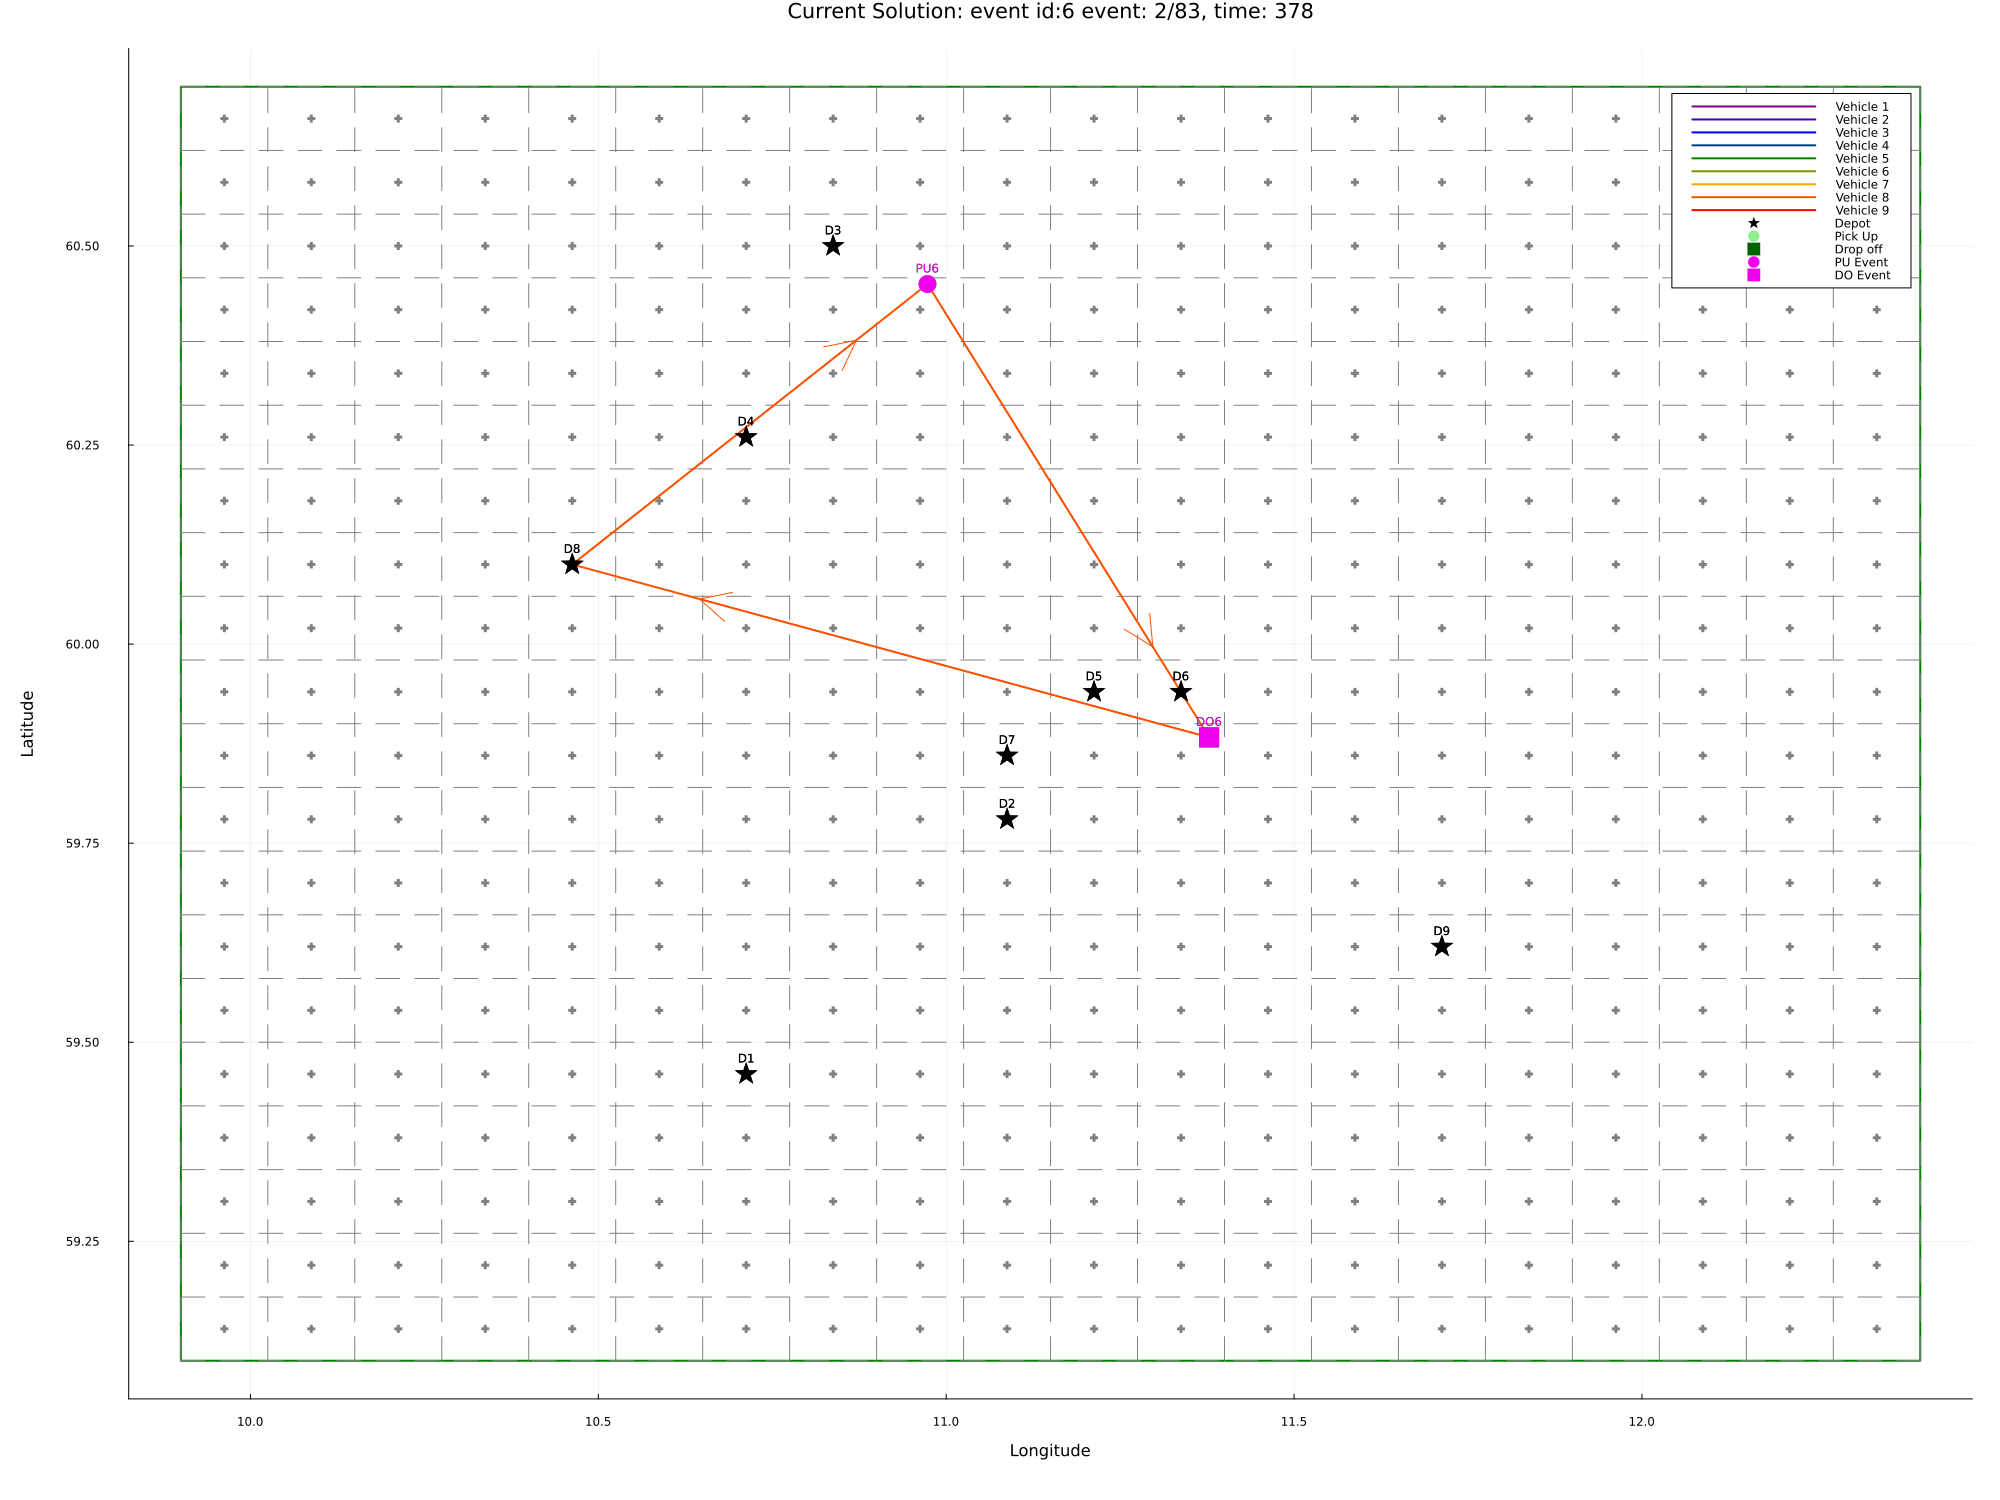 Current Solution: event id:6 event: 2/83, time: 378
Vehicle 1
Vehicle 2
Vehicle 3
Vehicle 4
Vehicle 5
Vehicle 6
Vehicle 7
Vehicle 8
Vehicle 9
Depot
Pick Up
Drop off
PU Event
DO Event
D3
PU6
D4
D8
D5
D6
DO6
D7
D2
D9
D1
60.50
60.25
60.00
59.75
59.50
59.25
Latitude
10.0
10.5
11.0
11.5
12.0
Longitude